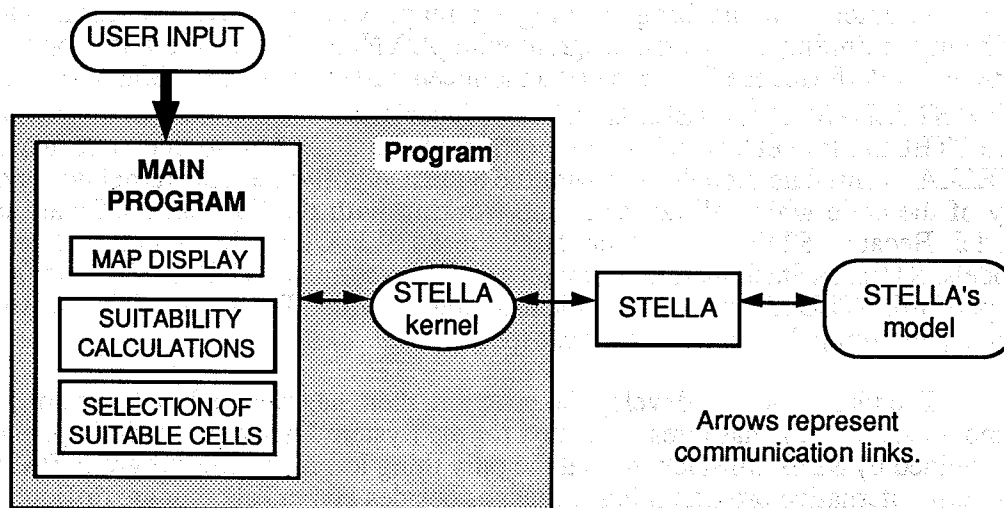 USER INPUT
Program
MAIN
PROGRAM
MAP DISPLAY
SUITABILITY
CALCULATIONS
SELECTION OF
SUITABLE CELLS
STELLA
kernel
STELLA
STELLA's
model
Arrows represent
communication links.